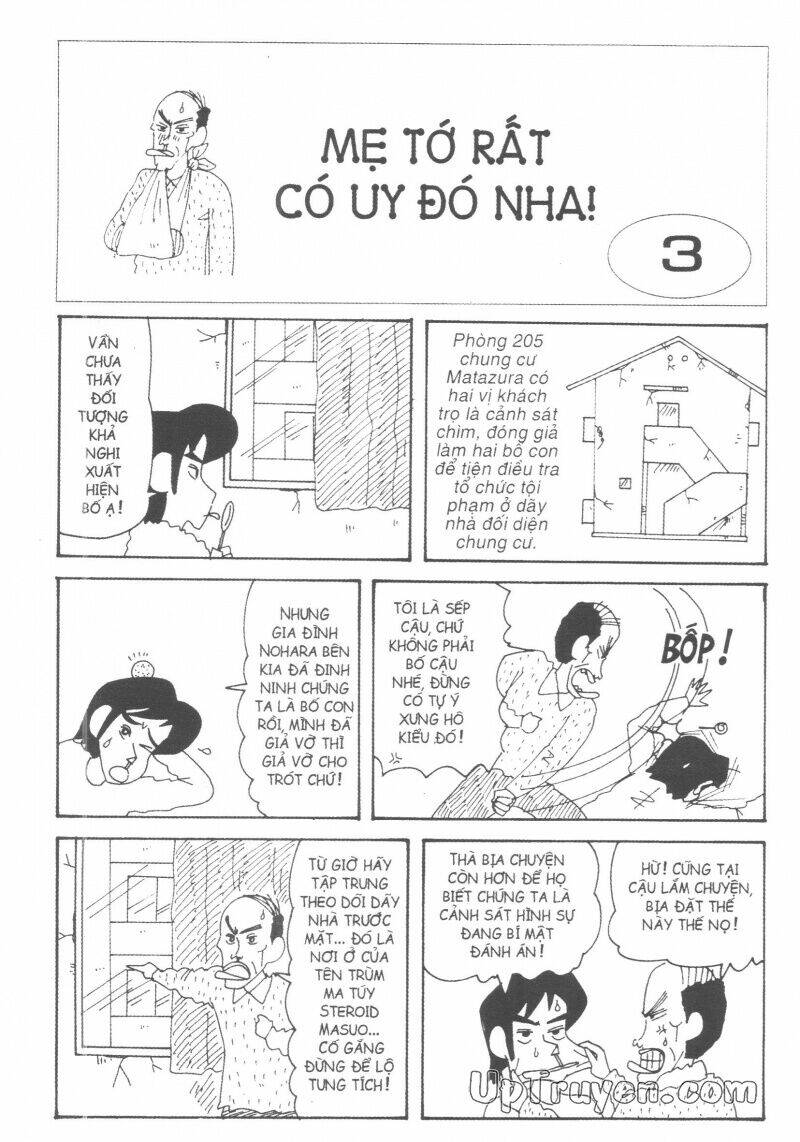 MẸ TỚ RẤT
CÓ UY ĐÓ NHA!
3
Phòng 205
chung cư
Matazura có
hai vị khách
trọ là cảnh sát
chìm, đóng giả
làm hai bố con
để tiện điều tra
tổ chức tội
phạm ở dãy
nhà đối diện
chung cư.
VẪN
CHƯA
THẤY
ĐỐI
TƯỢNG
KHẢ
NGHI
XUẤT
HIỆN
BỐ Ạ!
TÔI LÀ SẾP
CẬU, CHỨ
KHÔNG PHẢI
BỐ CẬU
NHÉ, ĐỪNG
CÓ TỰ Ý
XƯNG HÔ
KIỂU ĐÓ!
BỐP!
NHƯNG
GIA ĐÌNH
NOHARA BÊN
KIA ĐÃ ĐINH
NINH CHÚNG
TA LÀ BỐ CON
RỒI, MÌNH ĐÃ
GIẢ VỜ THÌ
GIẢ VỜ CHO
TRÓT CHỨ!
HỪ! CŨNG TẠI
CẬU LẮM CHUYỆN,
BỊA ĐẶT THẾ
NÀY THẾ NỌ!
THÀ BỊA CHUYỆN
CÒN HƠN ĐỂ HỌ
BIẾT CHÚNG TA LÀ
CẢNH SÁT HÌNH SỰ
ĐANG BÍ MẬT
ĐÁNH ÁN!
TỪ GIỜ HÃY
TẬP TRUNG
THEO DÕI DÃY
NHÀ TRƯỚC
MẶT... ĐÓ LÀ
NƠI Ở CỦA
TÊN TRÙM
MA TÚY
STEROID
MASUO...
CỐ GẮNG
ĐỪNG ĐỂ LỘ
TUNG TÍCH!
UpTruyen.com